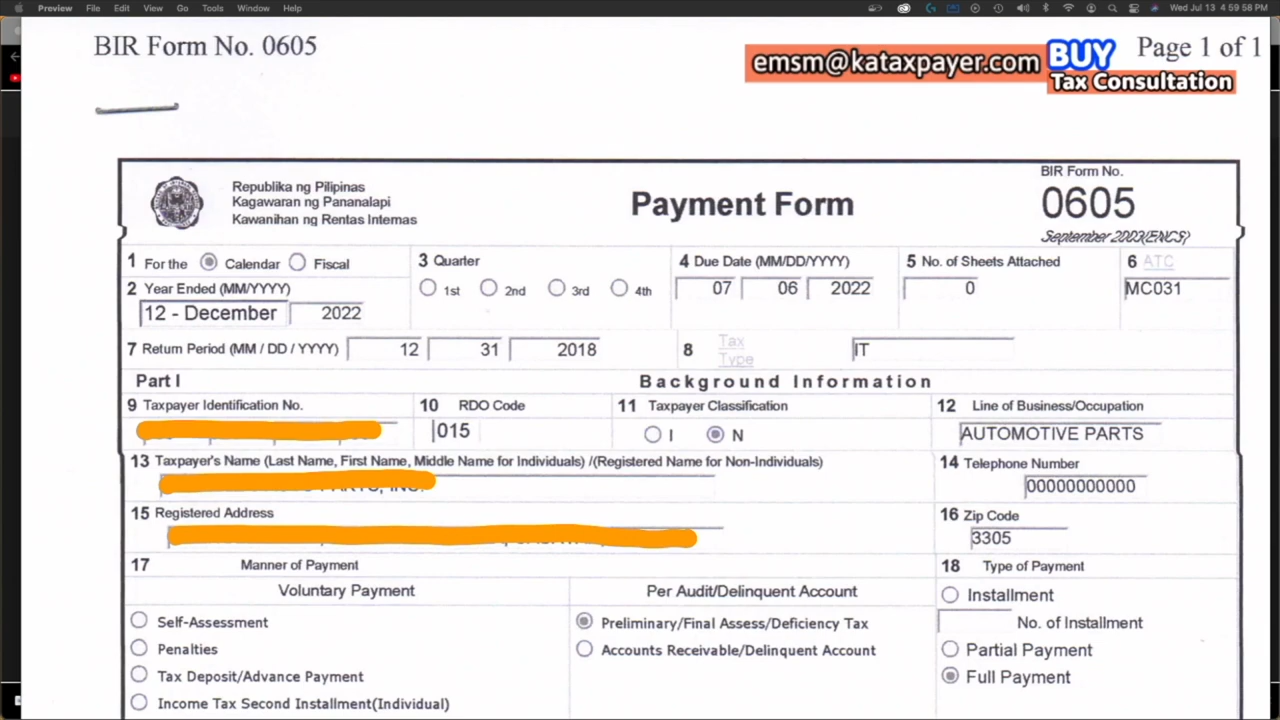 Preview File Edit View Go Tools Window Help Wed Jul 13 4:59:58 PM
BIR Form No. 0605
emsm@kataxpayer.com BUY Page 1 of 1
Tax Consultation
Republika ng Pilipinas
Kagawaran ng Pananalapi
Kawanihan ng Rentas Internas
Payment Form
BIR Form No.
0605
September 2003(ENCS)
1 For the Calendar Fiscal
2 Year Ended (MM/YYYY)
12 - December 2022
3 Quarter
1st 2nd 3rd 4th
4 Due Date (MM/DD/YYYY)
07 06 2022
5 No. of Sheets Attached
0
6 ATC
MC031
7 Return Period (MM / DD / YYYY) 12 31 2018
8 Tax Type IT
Part I Background Information
9 Taxpayer Identification No.
10 RDO Code
015
11 Taxpayer Classification
I N
12 Line of Business/Occupation
AUTOMOTIVE PARTS
13 Taxpayer's Name (Last Name, First Name, Middle Name for Individuals) /(Registered Name for Non-Individuals)
14 Telephone Number
00000000000
15 Registered Address
16 Zip Code
3305
17 Manner of Payment
18 Type of Payment
Voluntary Payment
Per Audit/Delinquent Account
Self-Assessment
Penalties
Tax Deposit/Advance Payment
Income Tax Second Installment(Individual)
Preliminary/Final Assess/Deficiency Tax
Accounts Receivable/Delinquent Account
Installment
No. of Installment
Partial Payment
Full Payment